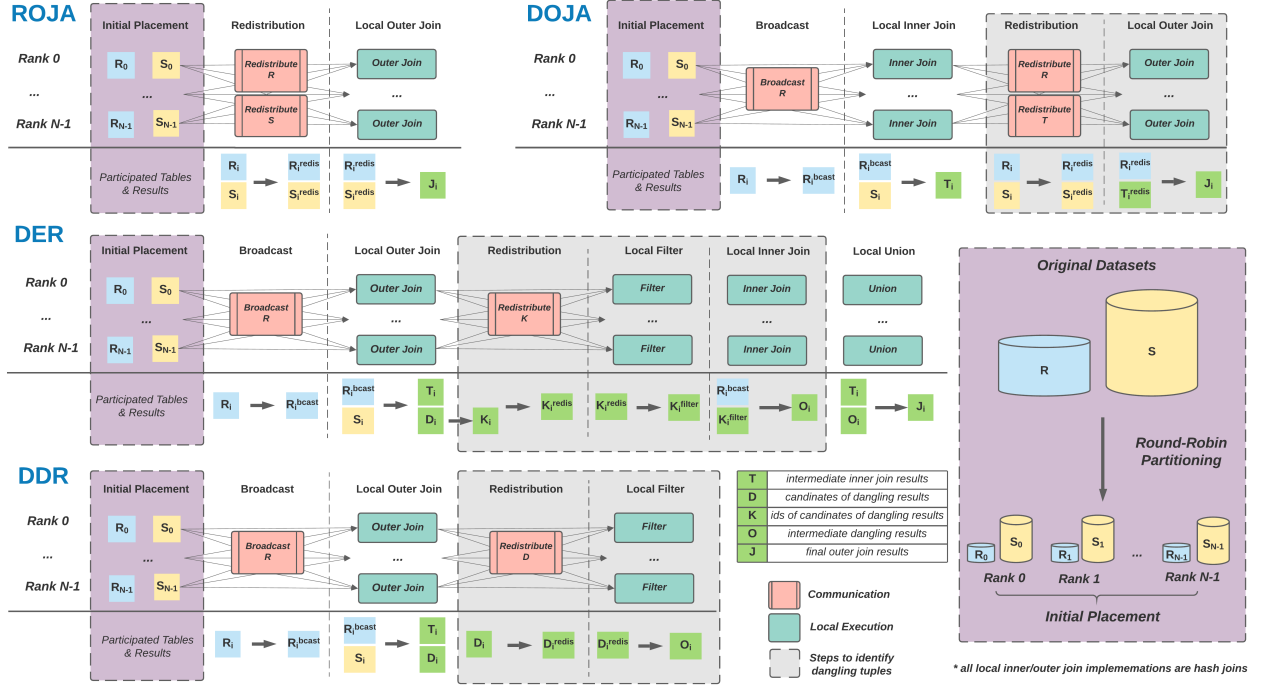 ROJA
Initial Placement
Redistribution
Local Outer Join
Rank 0
R0
S0
Redistribute
R
Outer Join
...
...
...
Rank N-1
RN-1
SN-1
Redistribute
S
Outer Join
Participated Tables
& Results
Ri
Si
Riredis
Siredis
Riredis
Siredis
Ji
DOJA
Initial Placement
Broadcast
Local Inner Join
Redistribution
Local Outer Join
Rank 0
R0
S0
Broadcast
R
Inner Join
Redistribute
R
Outer Join
...
...
...
...
Rank N-1
RN-1
SN-1
Inner Join
Redistribute
T
Outer Join
Participated Tables
& Results
Ri
Ribcast
Ribcast
Si
Ti
Ri
Si
Riredis
Siredis
Riredis
Tiredis
Ji
DER
Initial Placement
Broadcast
Local Outer Join
Redistribution
Local Filter
Local Inner Join
Local Union
Rank 0
R0
S0
Broadcast
R
Outer Join
Redistribute
K
Filter
Inner Join
Union
...
...
...
...
...
...
Rank N-1
RN-1
SN-1
Outer Join
Filter
Inner Join
Union
Participated Tables
& Results
Ri
Ribcast
Ribcast
Si
Ti
Di
Ki
Kiredis
Kiredis
Kifilter
Ribcast
Kifilter
Oi
Ti
Oi
Ji
DDR
Initial Placement
Broadcast
Local Outer Join
Redistribution
Local Filter
Rank 0
R0
S0
Broadcast
R
Outer Join
Redistribute
D
Filter
...
...
...
...
Rank N-1
RN-1
SN-1
Outer Join
Filter
Participated Tables
& Results
Ri
Ribcast
Ribcast
Si
Ti
Di
Di
Diredis
Diredis
Oi
T intermediate inner join results
D candinates of dangling results
K ids of candinates of dangling results
O intermediate dangling results
J final outer join results
Communication
Local Execution
Steps to identify
dangling tuples
Original Datasets
R
S
Round-Robin
Partitioning
R0
S0
R1
S1
...
RN-1
SN-1
Rank 0
Rank 1
Rank N-1
Initial Placement
* all local inner/outer join implememations are hash joins